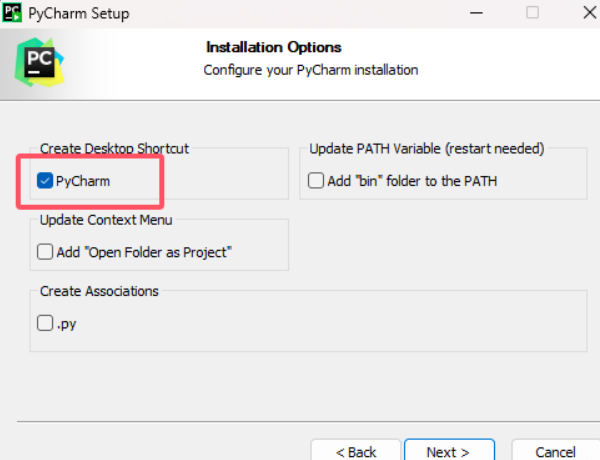 PyCharm Setup
PC
Installation Options
Configure your PyCharm installation
Create Desktop Shortcut
PyCharm
Update PATH Variable (restart needed)
Add "bin" folder to the PATH
Update Context Menu
Add "Open Folder as Project"
Create Associations
.py
< Back
Next >
Cancel